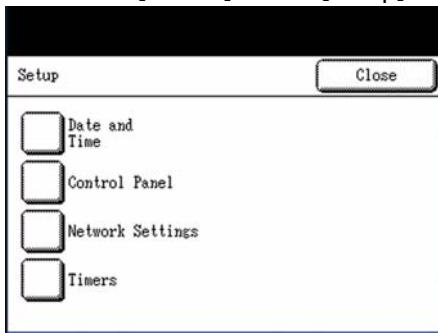 Setup
Close
Date and
Time
Control Panel
Network Settings
Timers